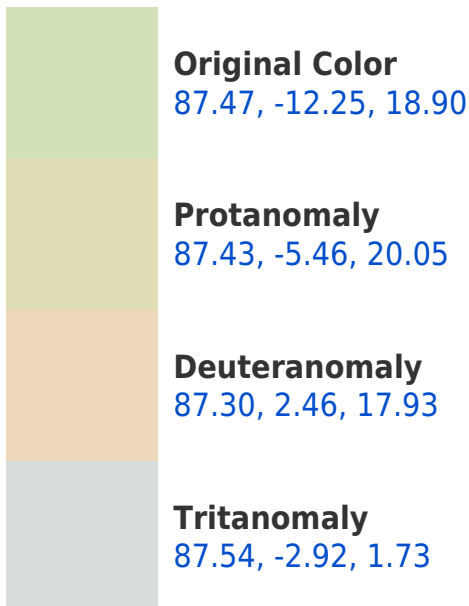 Original Color
87.47, -12.25, 18.90
Protanomaly
87.43, -5.46, 20.05
Deuteranomaly
87.30, 2.46, 17.93
Tritanomaly
87.54, -2.92, 1.73